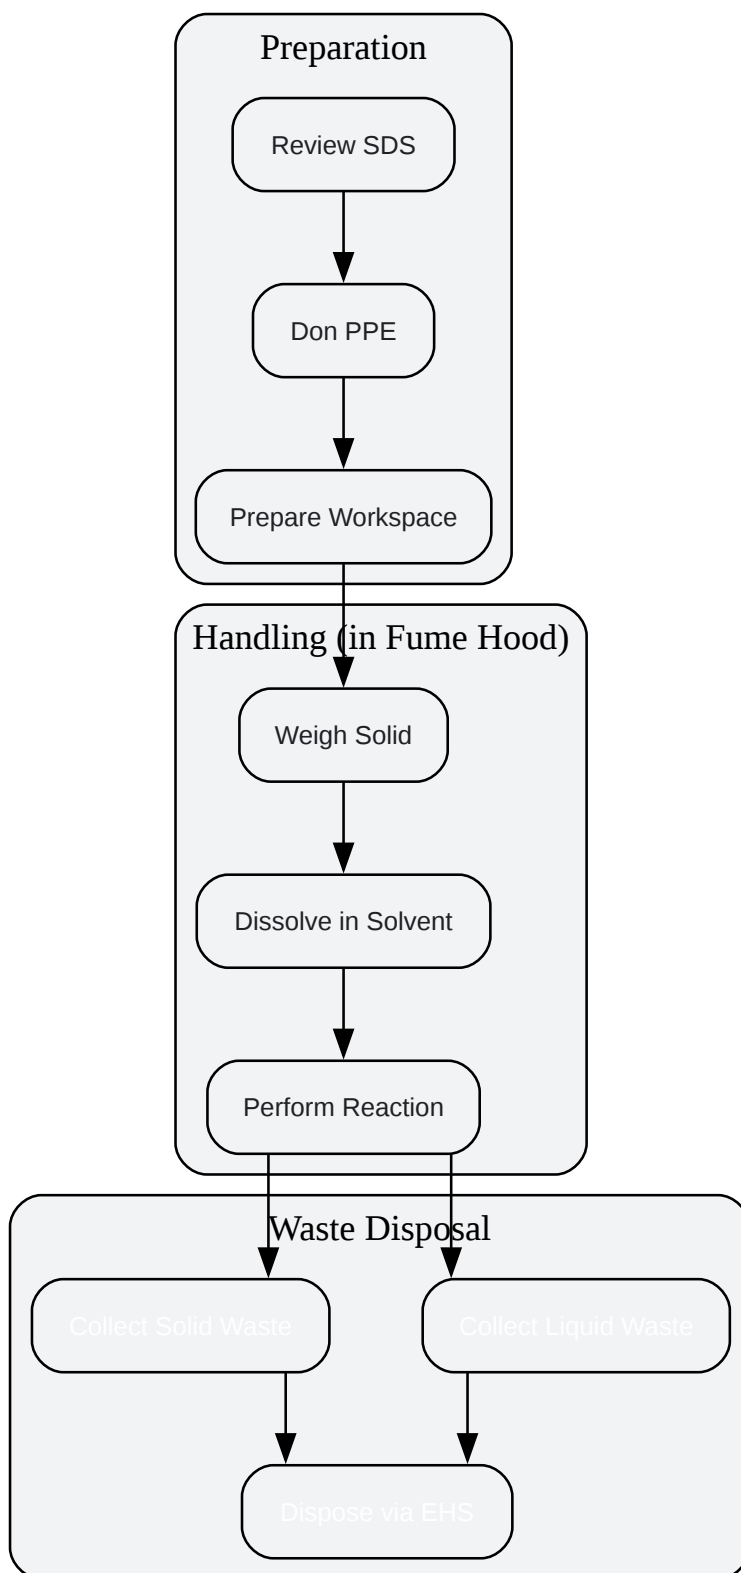 Preparation
Review SDS
Don PPE
Prepare Workspace
Handling (in Fume Hood)
Weigh Solid
Dissolve in Solvent
Perform Reaction
Waste Disposal
Collect Solid Waste
Collect Liquid Waste
Dispose via EHS